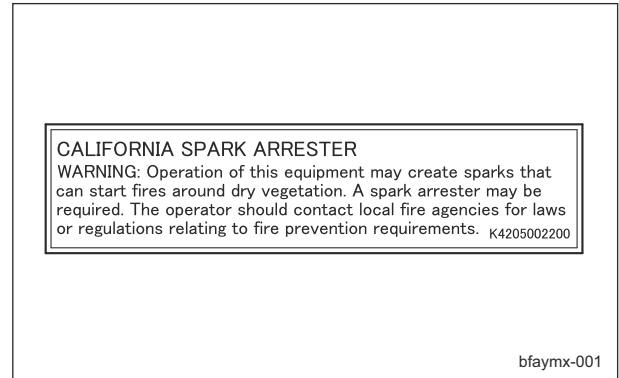 CALIFORNIA SPARK ARRESTER
WARNING: Operation of this equipment may create sparks that
can start fires around dry vegetation. A spark arrester may be
required. The operator should contact local fire agencies for laws
or regulations relating to fire prevention requirements. K4205002200
bfaymx-001